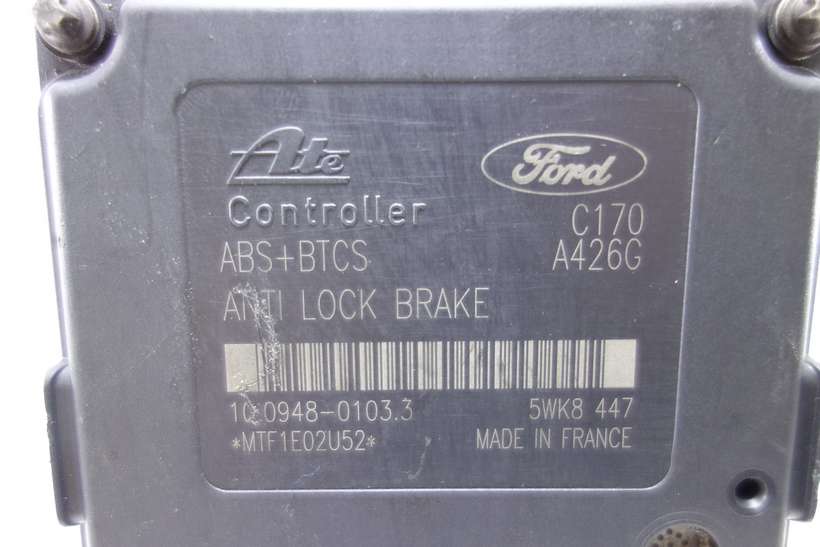 Ate Ford
Controller C170
ABS+BTCS A426G
ANTI LOCK BRAKE
10.0948-0103.3 5WK8 447
*MTF1E02U52* MADE IN FRANCE